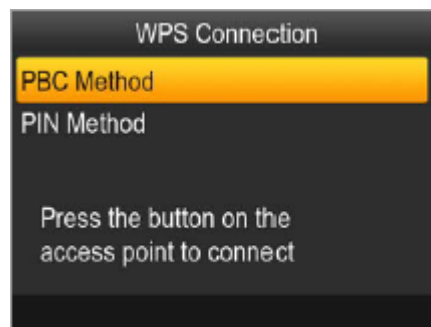 WPS Connection
PBC Method
PIN Method
Press the button on the
access point to connect